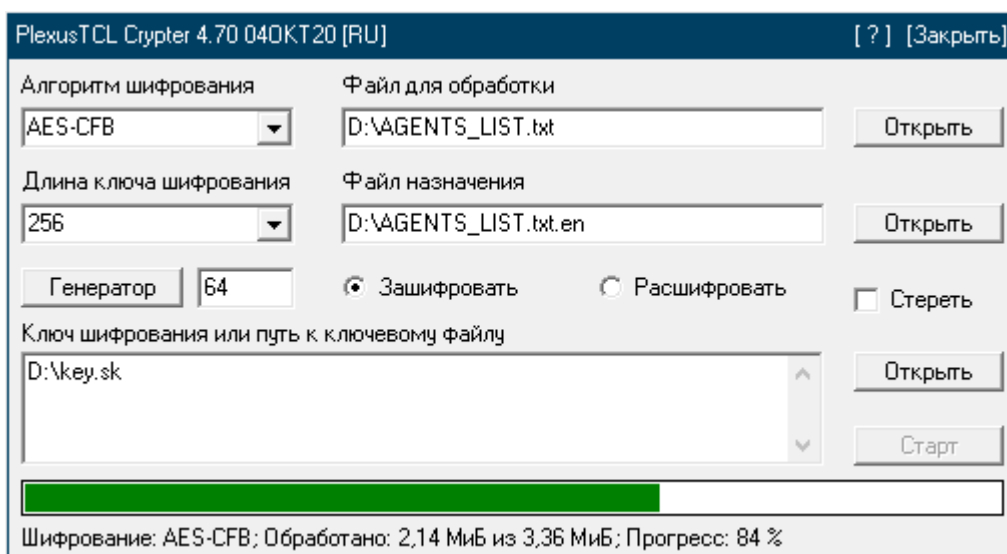 PlexusTCL Crypter 4.70 04OKT20 [RU] [ ? ] [Закрыть]
Алгоритм шифрования Файл для обработки
AES-CFB D:\AGENTS_LIST.txt Открыть
Длина ключа шифрования Файл назначения
256 D:\AGENTS_LIST.txt.en Открыть
Генератор 64 Зашифровать Расшифровать Стереть
Ключ шифрования или путь к ключевому файлу
D:\key.sk Открыть
Старт
Шифрование: AES-CFB; Обработано: 2,14 МиБ из 3,36 МиБ; Прогресс: 84 %